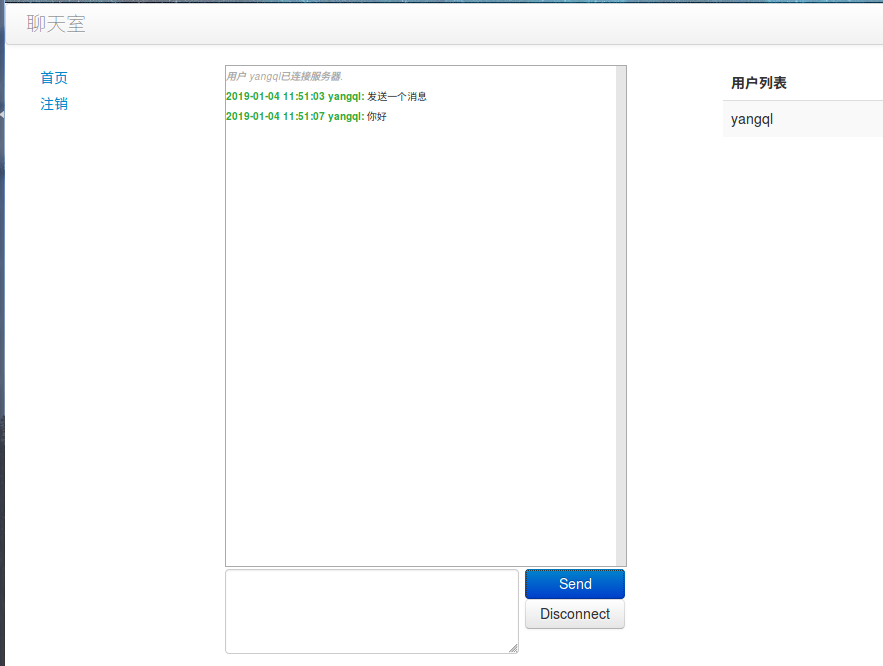 聊天室
首页
注销
用户 yangql已连接服务器.
2019-01-04 11:51:03 yangql: 发送一个消息
2019-01-04 11:51:07 yangql: 你好
用户列表
yangql
Send
Disconnect